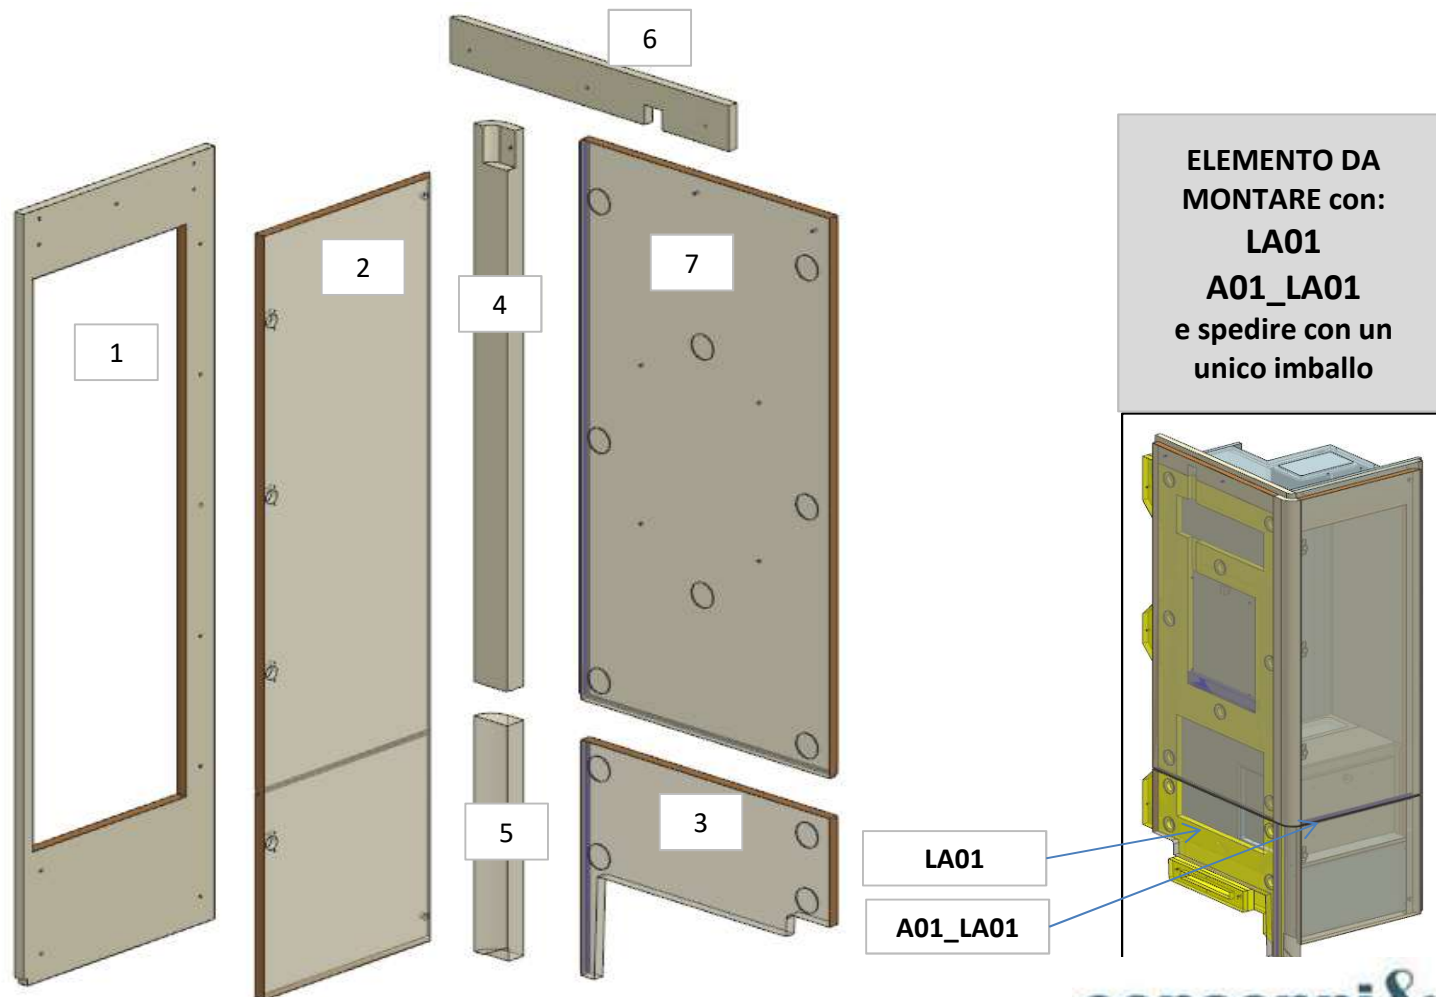 6
ELEMENTO DA
MONTARE con:
LA01
A01_LA01
e spedire con un
unico imballo
2
7
4
1
3
5
LA01
A01_LA01